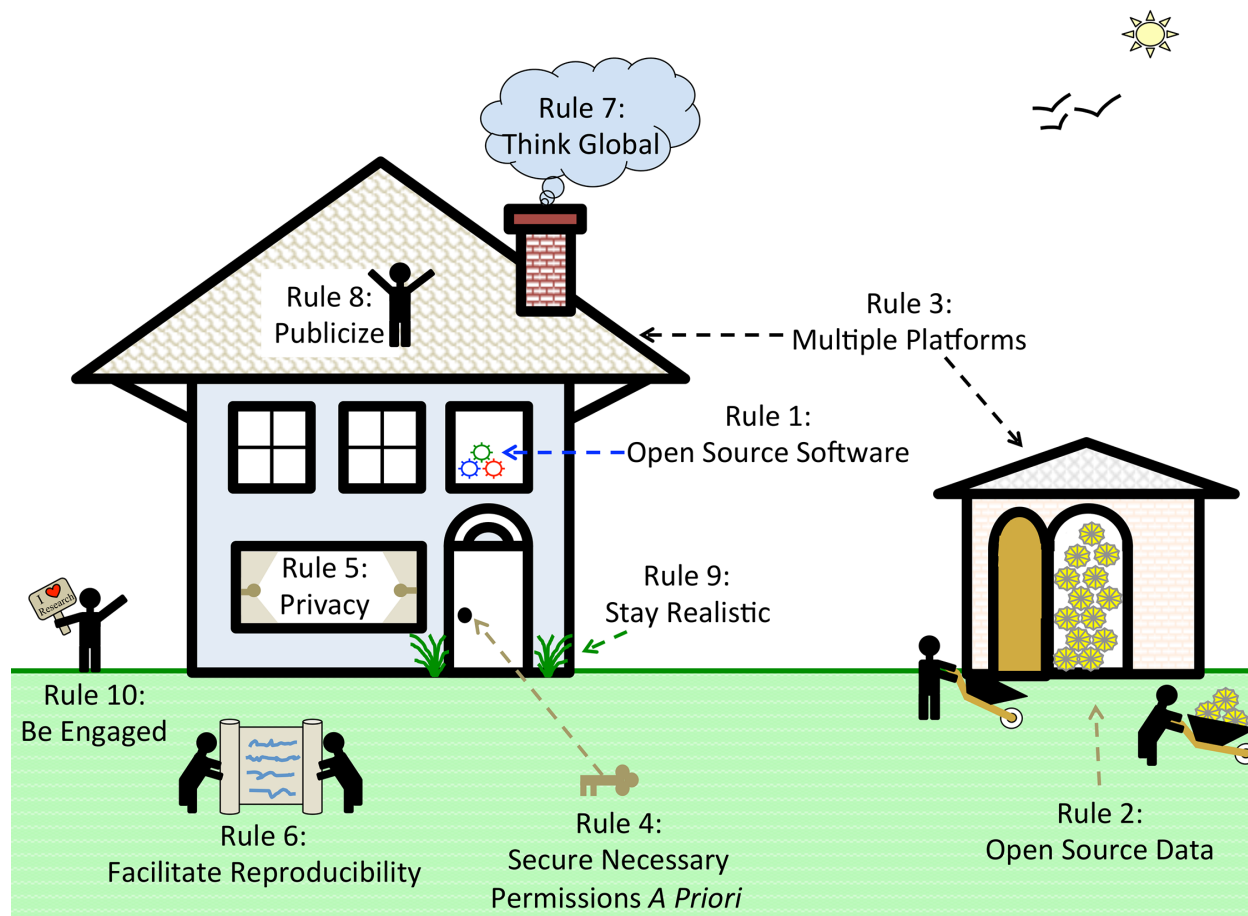 Rule 7:
Think Global
Rule 8:
Publicize
Rule 3:
Multiple Platforms
Rule 1:
Open Source Software
Rule 5:
Privacy
Rule 9:
Stay Realistic
I
Research
Rule 10:
Be Engaged
Rule 6:
Facilitate Reproducibility
Rule 4:
Secure Necessary
Permissions A Priori
Rule 2:
Open Source Data